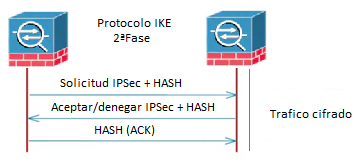 Protocolo IKE
2ªFase
Solicitud IPSec + HASH
Aceptar/denegar IPSec + HASH
Trafico cifrado
HASH (ACK)